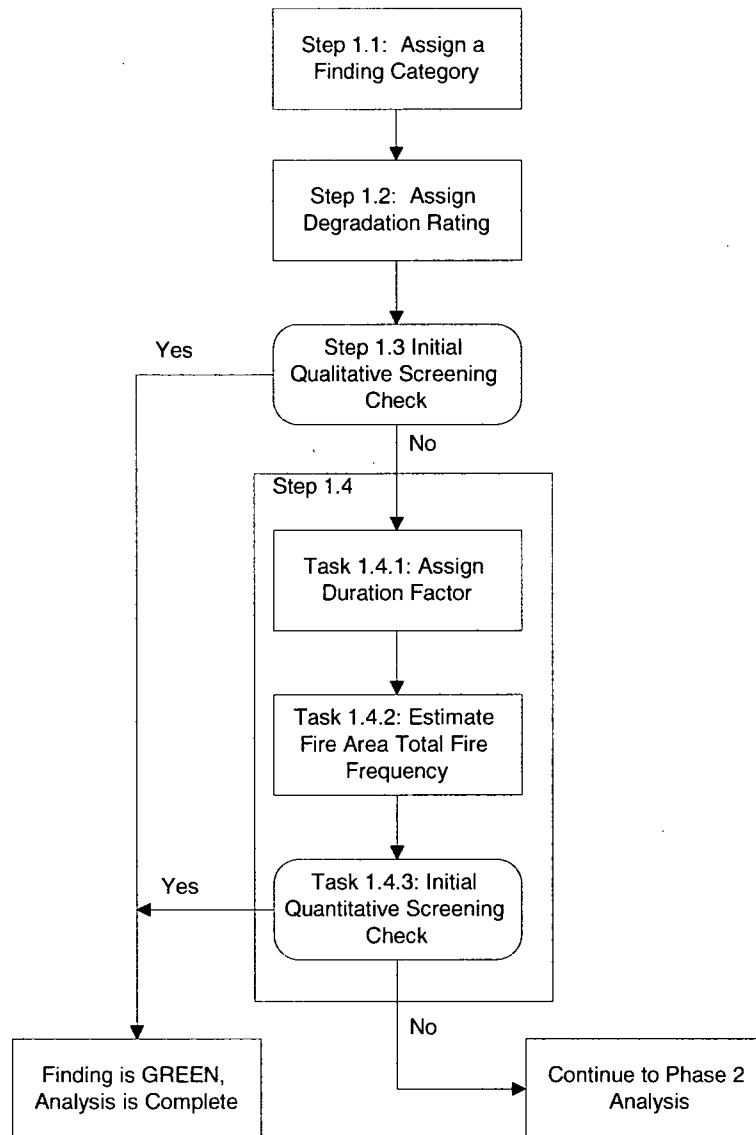 Step 1.1: Assign a
Finding Category
Step 1.2: Assign
Degradation Rating
Step 1.3 Initial
Qualitative Screening
Check
Yes
No
Step 1.4
Task 1.4.1: Assign
Duration Factor
Task 1.4.2: Estimate
Fire Area Total Fire
Frequency
Task 1.4.3: Initial
Quantitative Screening
Check
Yes
No
Finding is GREEN,
Analysis is Complete
Continue to Phase 2
Analysis